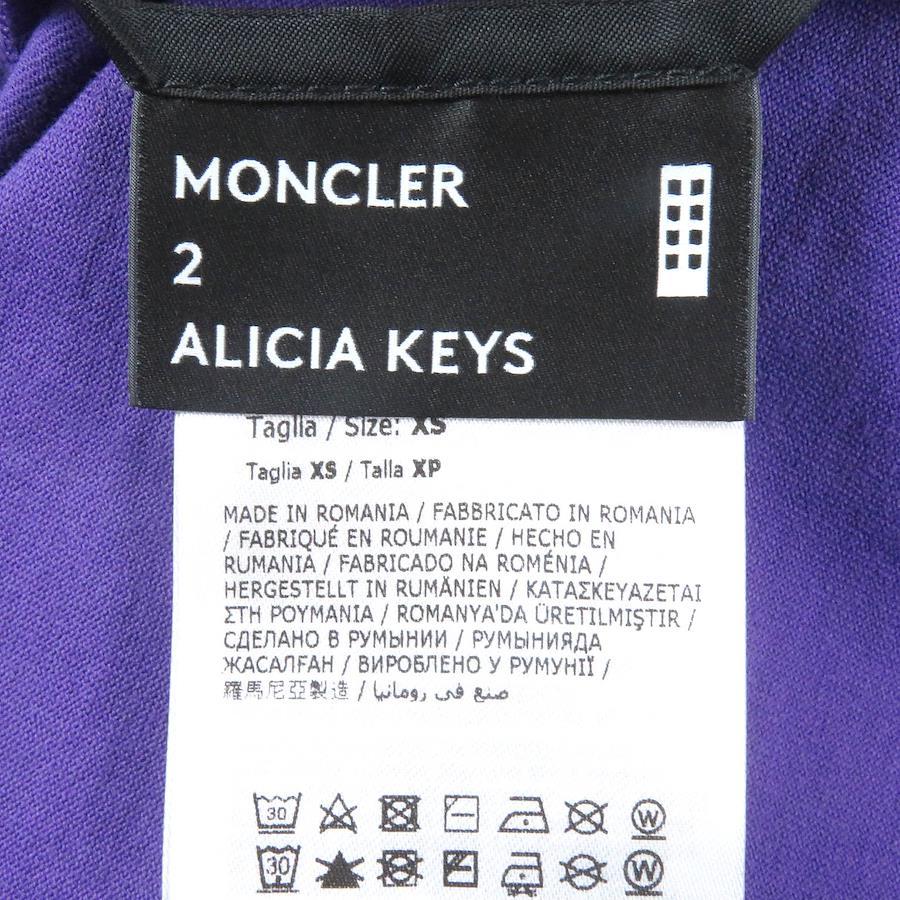 MONCLER
2
ALICIA KEYS
Taglia / Size: XS
Taglia XS / Talla XP
MADE IN ROMANIA / FABBRICATO IN ROMANIA
/ FABRIQUÉ EN ROUMANIE / HECHO EN
RUMANIA / FABRICADO NA ROMÉNIA /
HERGESTELLT IN RUMÄNIEN / ΚΑΤΑΣΚΕΥΑΖΕΤΑΙ
ΣΤΗ ΡΟΥΜΑΝΙΑ / ROMANYA'DA ÜRETILMIŞTIR /
СДЕЛАНО В РУМЫНИИ / РУМЫНИЯДА
ЖАСАЛҒАН / ВИРОБЛЕНО У РУМУНІЇ /
羅馬尼亞製造 / صنع في رومانيا
30 W
30 W